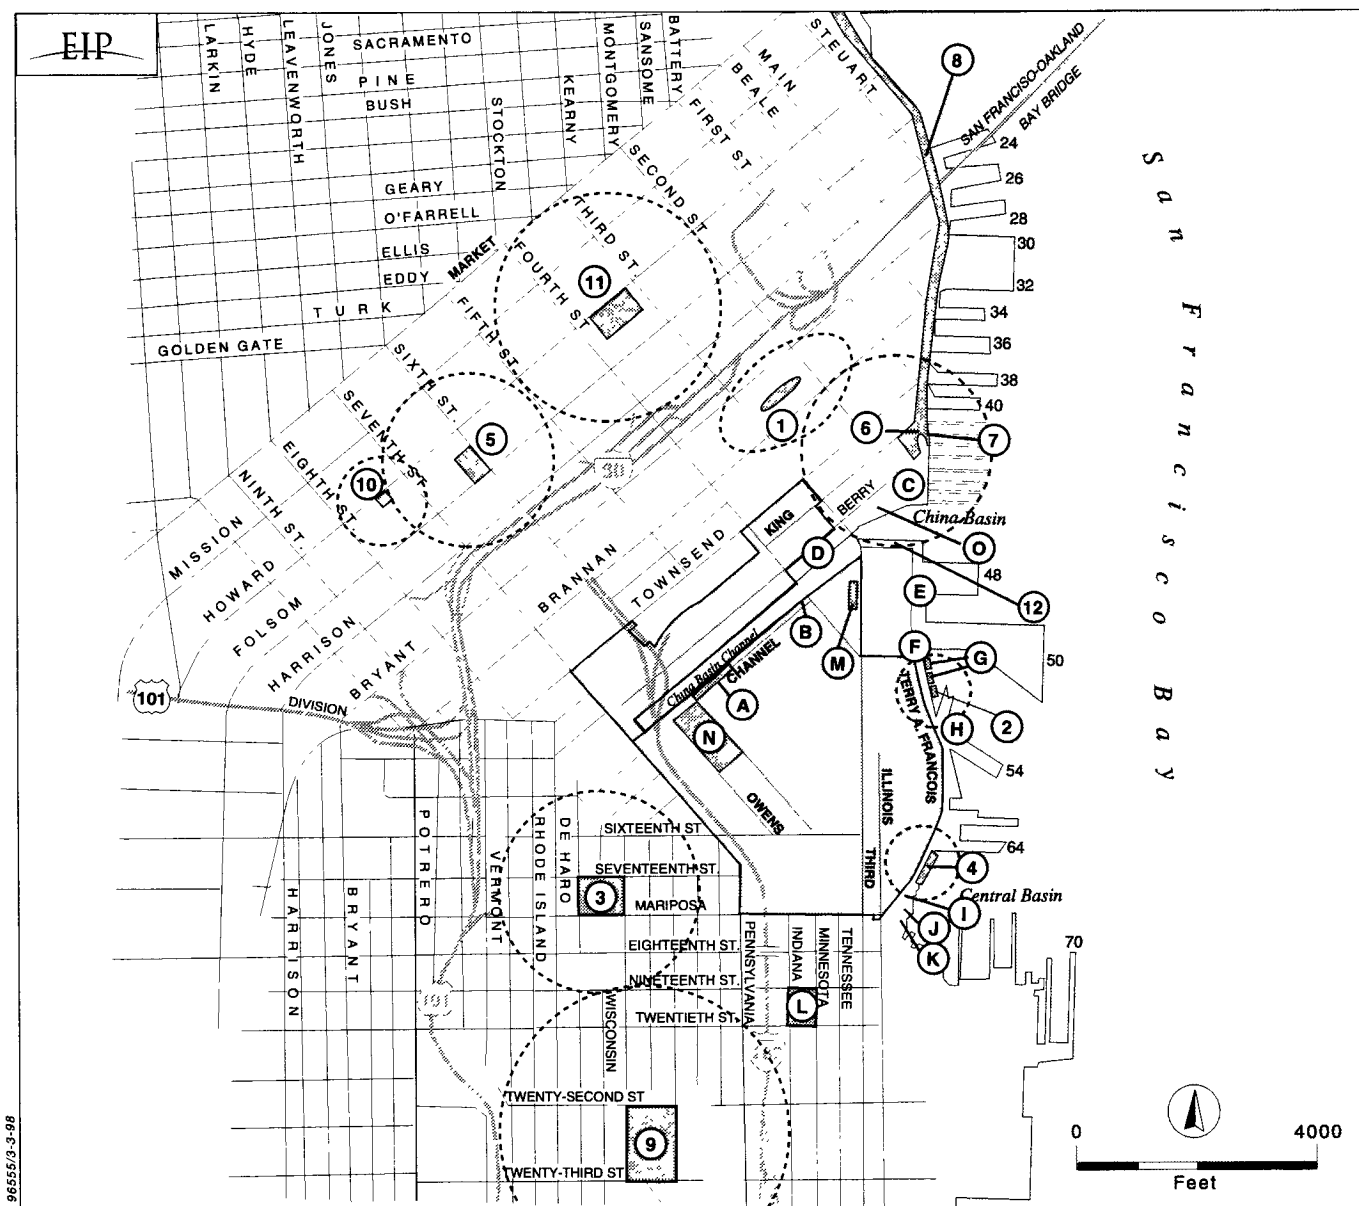 EIP
LARKIN
HYDE
LEAVENWORTH
JONES
SACRAMENTO
PINE
BUSH
STOCKTON
KEARNY
MONTGOMERY
SANSOME
BATTERY
MAIN
BEALE
FIRST ST
STEUART
8
SAN FRANCISO-OAKLAND
BAY BRIDGE
24
26
28
30
32
34
36
38
40
San Francisco Bay
GEARY
O'FARRELL
ELLIS
EDDY
TURK
GOLDEN GATE
MARKET
SECOND ST
THIRD ST
FOURTH ST
FIFTH ST.
SIXTH ST.
SEVENTH ST.
EIGHTH ST.
NINTH ST.
11
5
10
1
6
7
C
80
MISSION
HOWARD
FOLSOM
HARRISON
BRYANT
BRANNAN
TOWNSEND
KING
BERRY
China Basin
D
O
48
E
12
B
M
F
G
50
China Basin Channel
CHANNEL
A
N
TERRY A. FRANCOIS
H
2
54
101
DIVISION
OWENS
ILLINOIS
THIRD
64
4
Central Basin
I
J
K
70
POTRERO
VERMONT
RHODE ISLAND
DE HARO
SIXTEENTH ST
SEVENTEENTH ST.
3
MARIPOSA
EIGHTEENTH ST.
NINETEENTH ST.
TWENTIETH ST.
HARRISON
BRYANT
WISCONSIN
PENNSYLVANIA
INDIANA
MINNESOTA
TENNESSEE
L
101
TWENTY-SECOND ST
9
TWENTY-THIRD ST
0
4000
Feet
96555/3-3-98